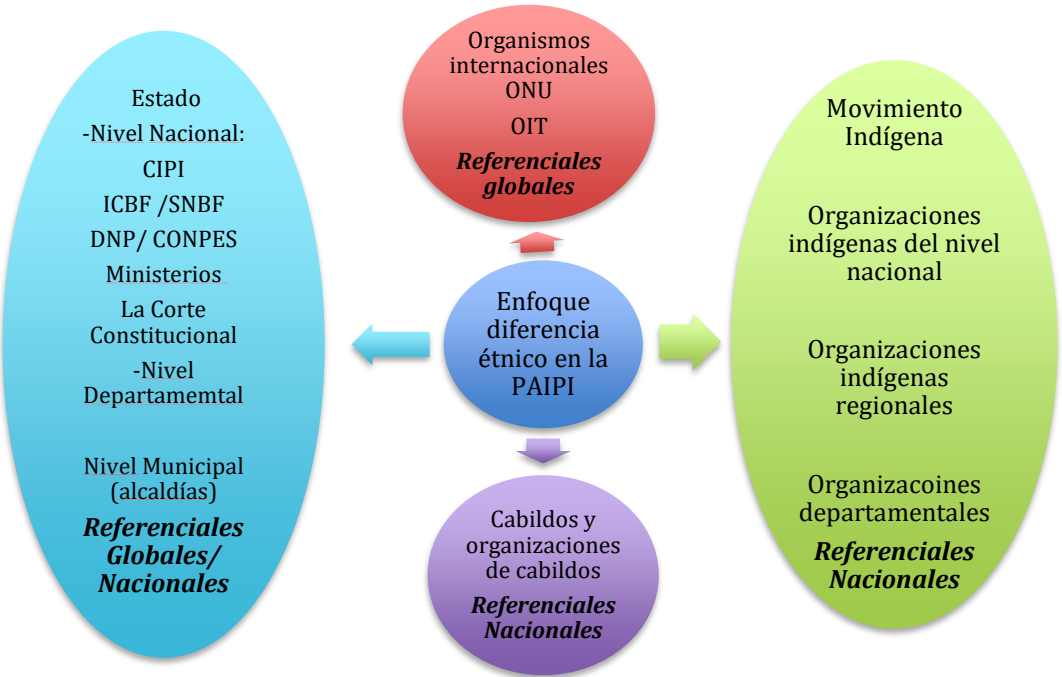 Organismos
internacionales
ONU
OIT
Referenciales
globales
Estado
-Nivel Nacional:
CIPI
ICBF /SNBF
DNP/ CONPES
Ministerios
La Corte
Constitucional
-Nivel
Departamemtal
Nivel Municipal
(alcaldías)
Referenciales
Globales/
Nacionales
Enfoque
diferencia
étnico en la
PAIPI
Movimiento
Indígena
Organizaciones
indígenas del nivel
nacional
Organizaciones
indígenas
regionales
Organizacoines
departamentales
Referenciales
Nacionales
Cabildos y
organizaciones
de cabildos
Referenciales
Nacionales